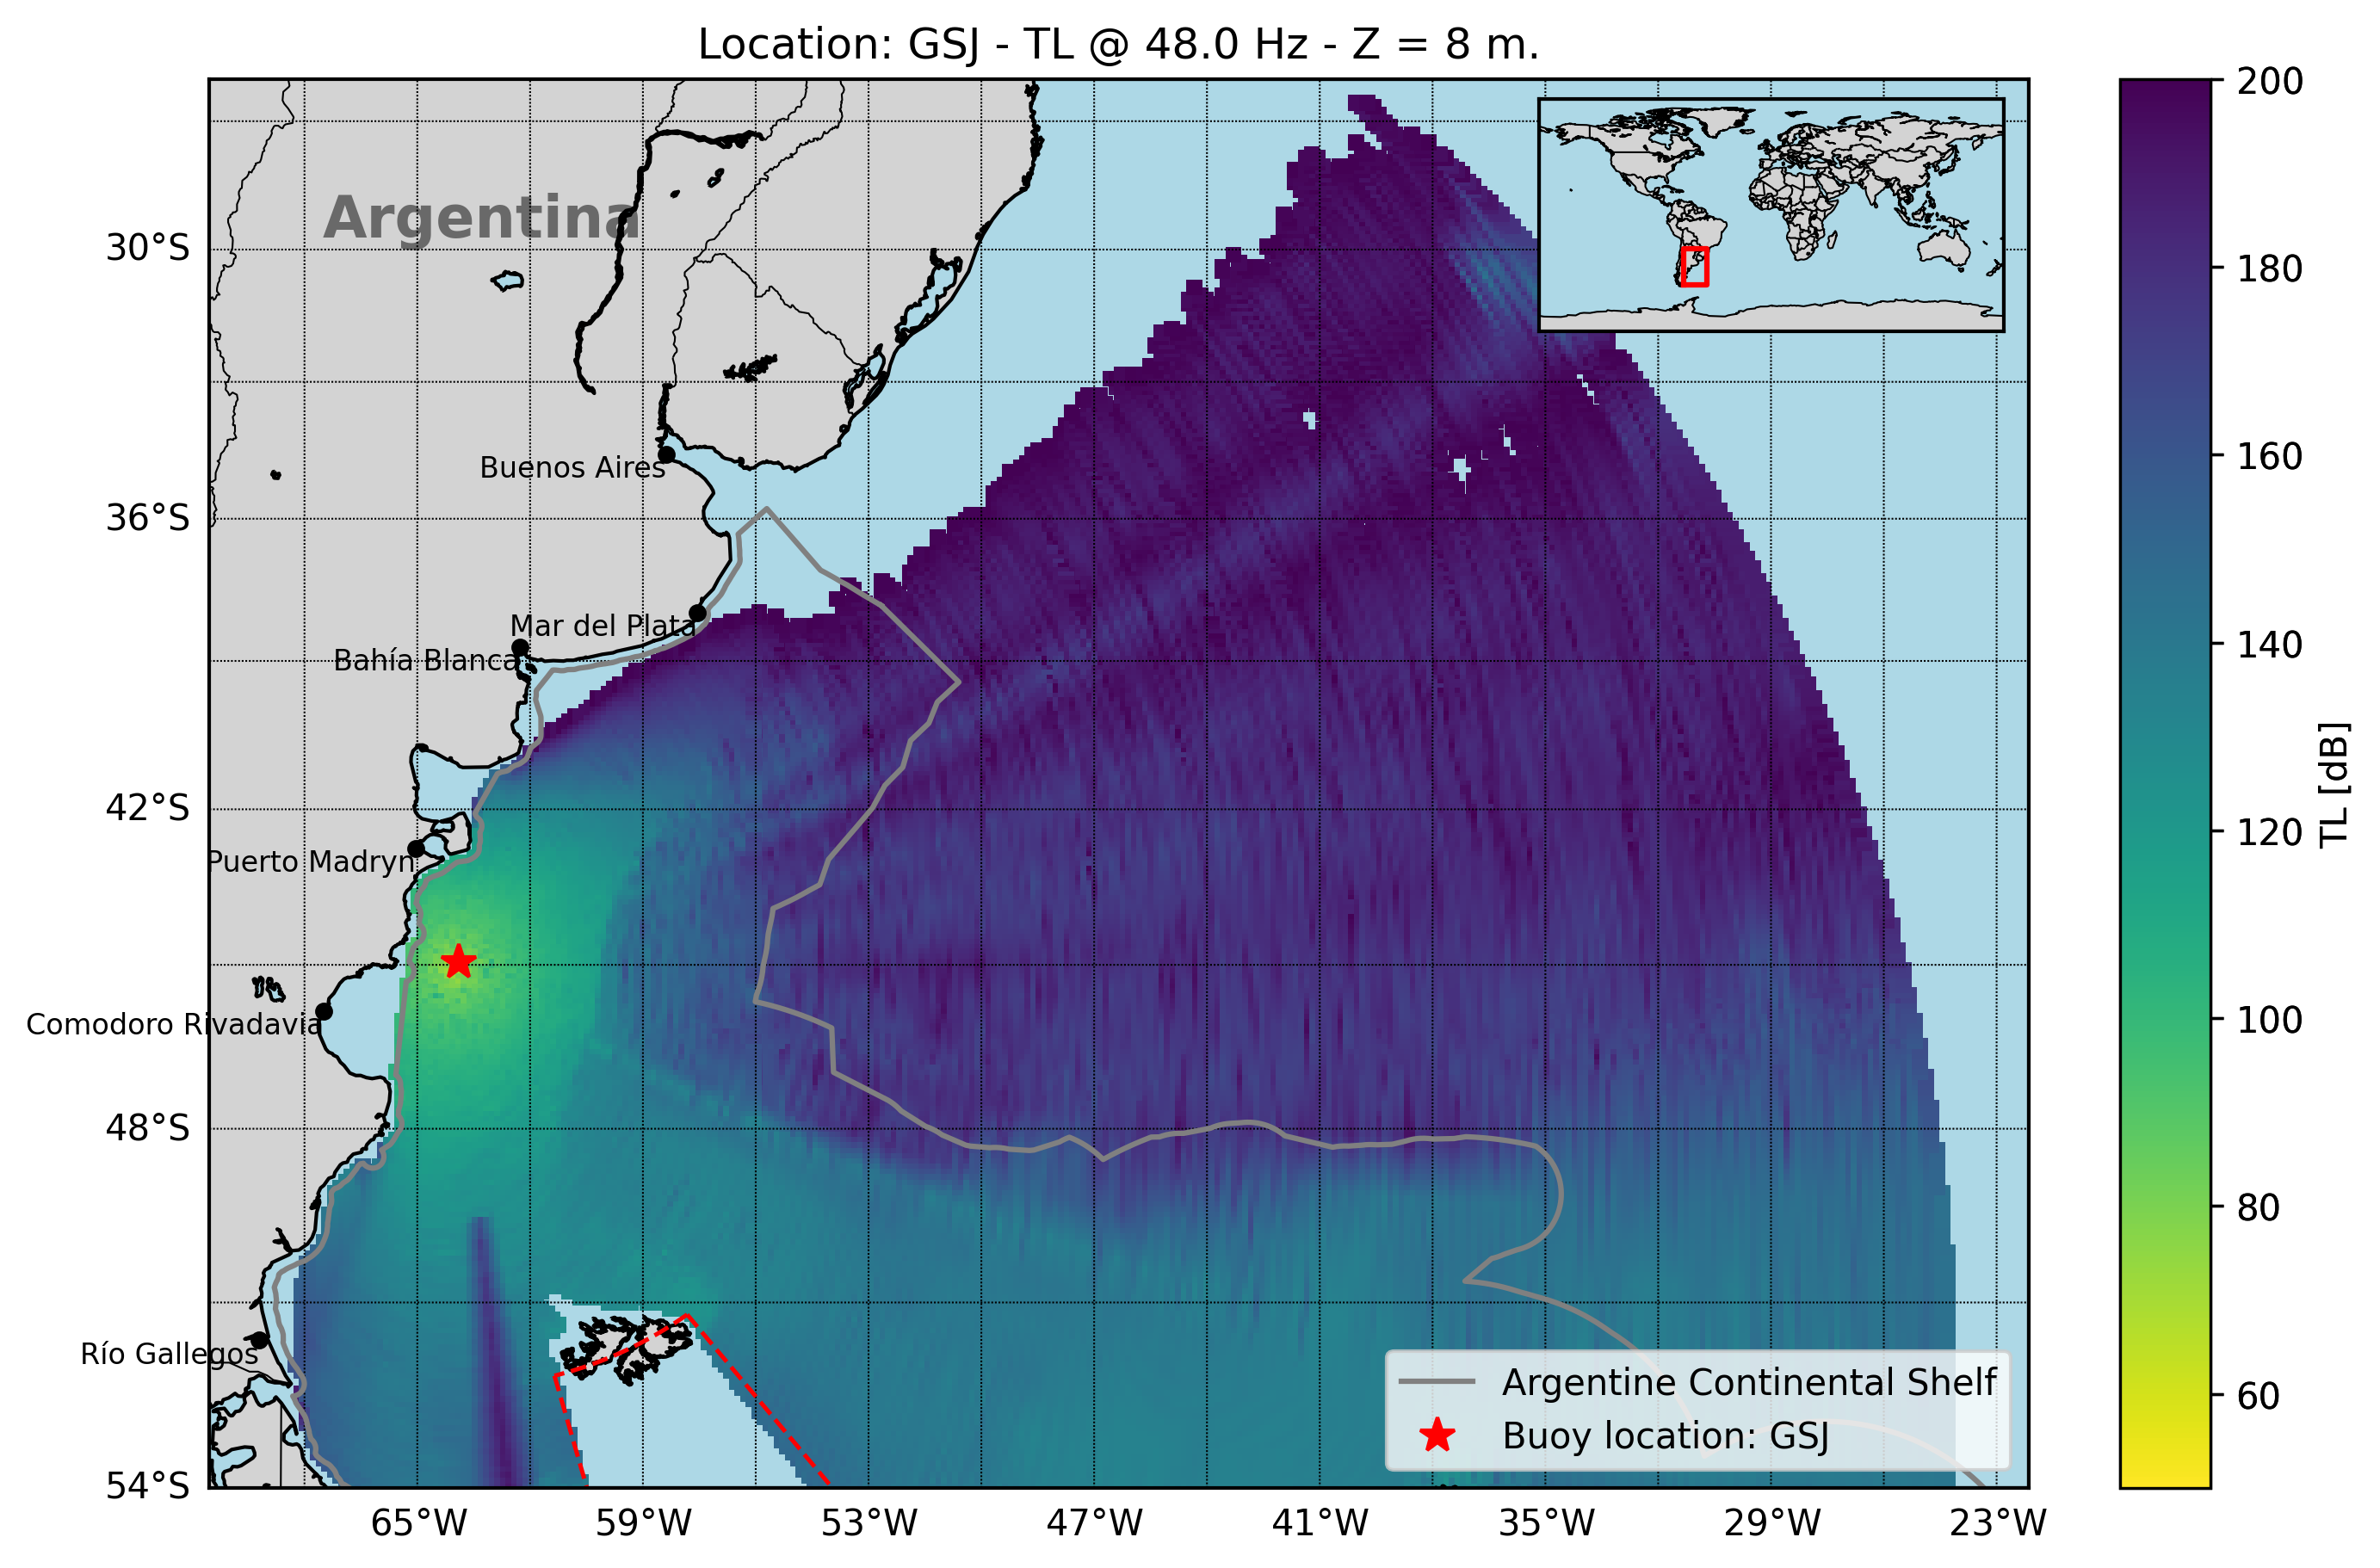 Location: GSJ - TL @ 48.0 Hz - Z = 8 m.
Argentina
30°S
36°S
42°S
48°S
54°S
Buenos Aires
Mar del Plata
Bahía Blanca
Puerto Madryn
Comodoro Rivadavia
Río Gallegos
65°W
59°W
53°W
47°W
41°W
35°W
29°W
23°W
Argentine Continental Shelf
Buoy location: GSJ
200
180
160
140
120
100
80
60
TL [dB]